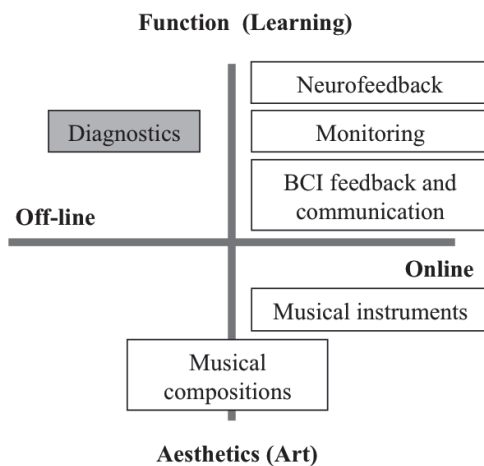 Function (Learning)
Neurofeedback
Diagnostics
Monitoring
BCI feedback and
communication
Off-line
Online
Musical instruments
Musical
compositions
Aesthetics (Art)